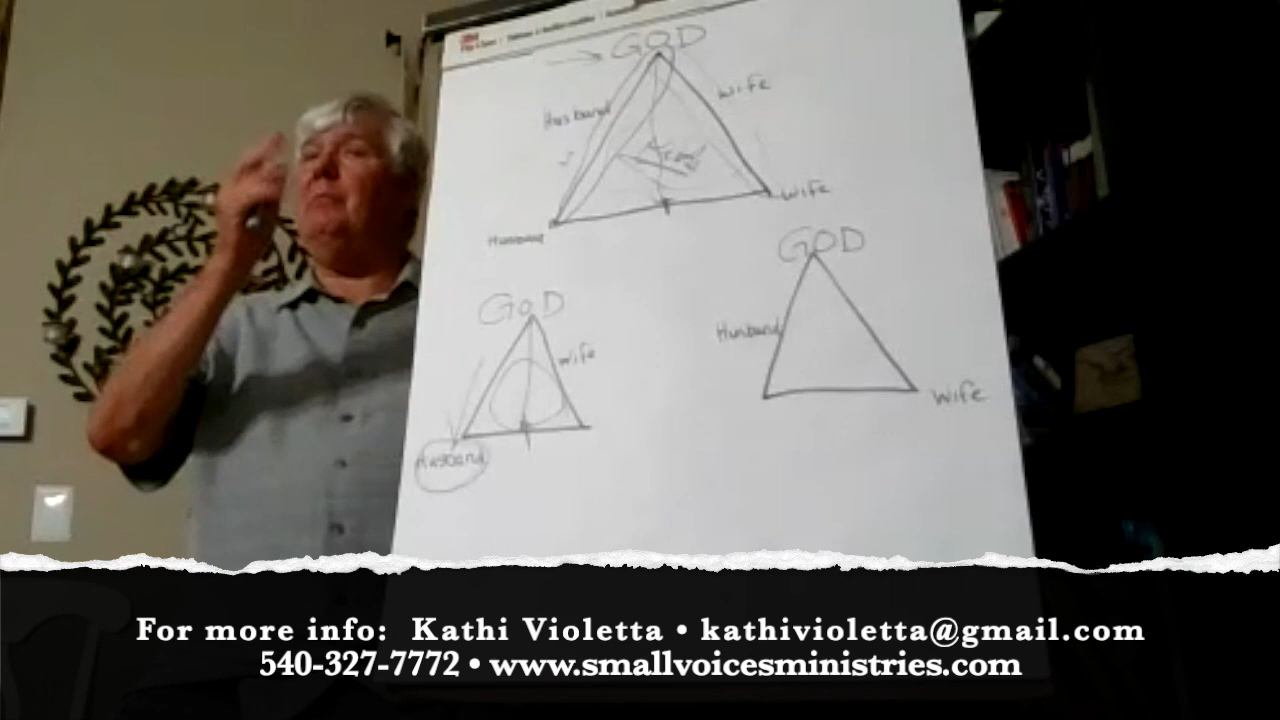 GOD
Husband
Wife
Wife
Husband
GOD
GOD
Husband
Wife
Wife
Husband
For more info: Kathi Violetta • kathivioletta@gmail.com
540-327-7772 • www.smallvoicesministries.com